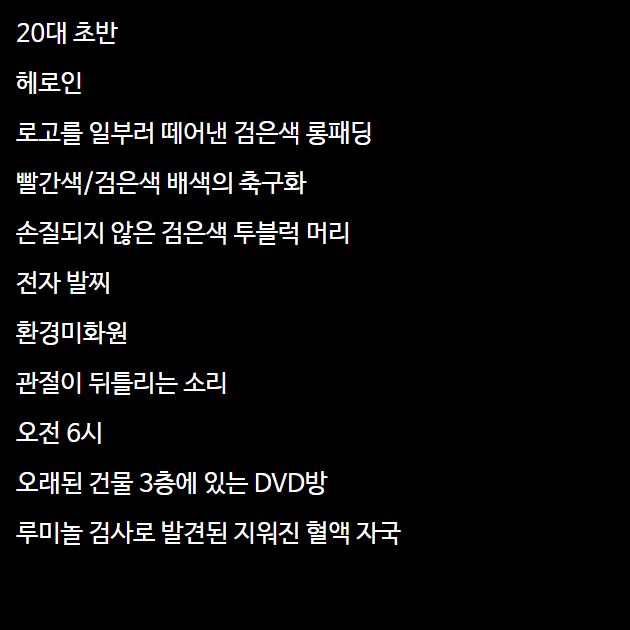 20대 초반
헤로인
로고를 일부러 떼어낸 검은색 롱패딩
빨간색/검은색 배색의 축구화
손질되지 않은 검은색 투블럭 머리
전자 발찌
환경미화원
관절이 뒤틀리는 소리
오전 6시
오래된 건물 3층에 있는 DVD방
루미놀 검사로 발견된 지워진 혈액 자국